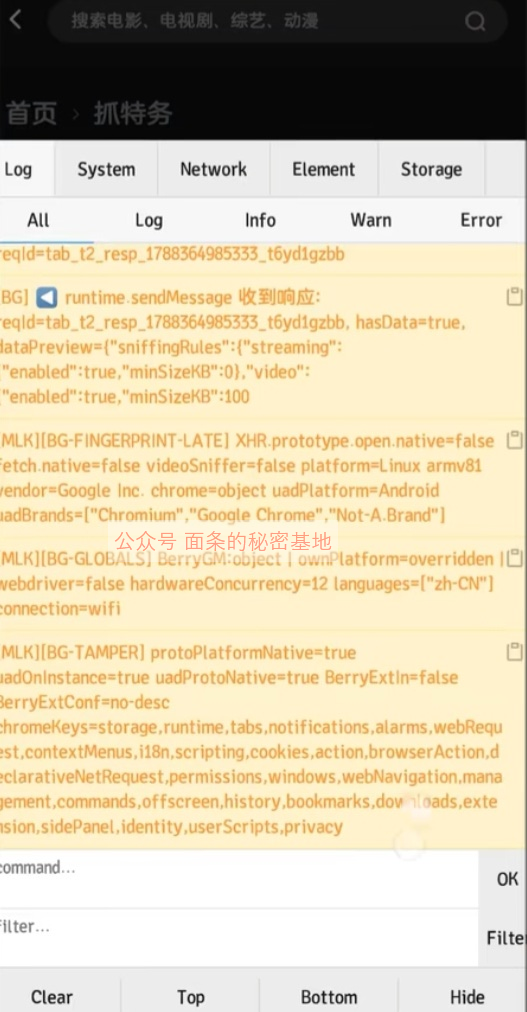 搜索电影、电视剧、综艺、动漫
首页 › 抓特务
Log System Network Element Storage
All Log Info Warn Error
reqId=tab_t2_resp_1788364985333_t6yd1gzbb
BG] ◀ runtime.sendMessage 收到响应:
reqId=tab_t2_resp_1788364985333_t6yd1gzbb, hasData=true,
dataPreview={"sniffingRules":{"streaming":
{"enabled":true,"minSizeKB":0},"video":
{"enabled":true,"minSizeKB":100
[MLK][BG-FINGERPRINT-LATE] XHR.prototype.open.native=false
fetch.native=false videoSniffer=false platform=Linux armv81
vendor=Google Inc. chrome=object uadPlatform=Android
uadBrands=["Chromium","Google Chrome","Not-A.Brand"]
公众号 面条的秘密基地
[MLK][BG-GLOBALS] BerryGM:object | ownPlatform=overridden |
webdriver=false hardwareConcurrency=12 languages=["zh-CN"]
connection=wifi
[MLK][BG-TAMPER] protoPlatformNative=true
uadOnInstance=true uadProtoNative=true BerryExtIn=false
BerryExtConf=no-desc
chromeKeys=storage,runtime,tabs,notifications,alarms,webRequ
est,contextMenus,i18n,scripting,cookies,action,browserAction,d
eclarativeNetRequest,permissions,windows,webNavigation,mana
gement,commands,offscreen,history,bookmarks,downloads,exte
nsion,sidePanel,identity,userScripts,privacy
command...
OK
filter...
Filte
Clear Top Bottom Hide